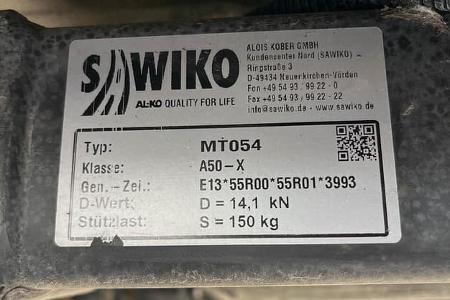 SAWIKO
AL-KO QUALITY FOR LIFE
ALOIS KOBER GMBH
Kundencenter Nord (SAWIKO)
Ringstraße 3
D-49434 Neuenkirchen-Vörden
Fon +49 54 93 / 99 22 - 0
Fax +49 54 93 / 99 22 - 22
info@sawiko.de - www.sawiko.de
Typ: MT054
Klasse: A50-X
Gen.-Zei.: E13*55R00*55R01*3993
D-Wert: D = 14,1 kN
Stützlast: S = 150 kg